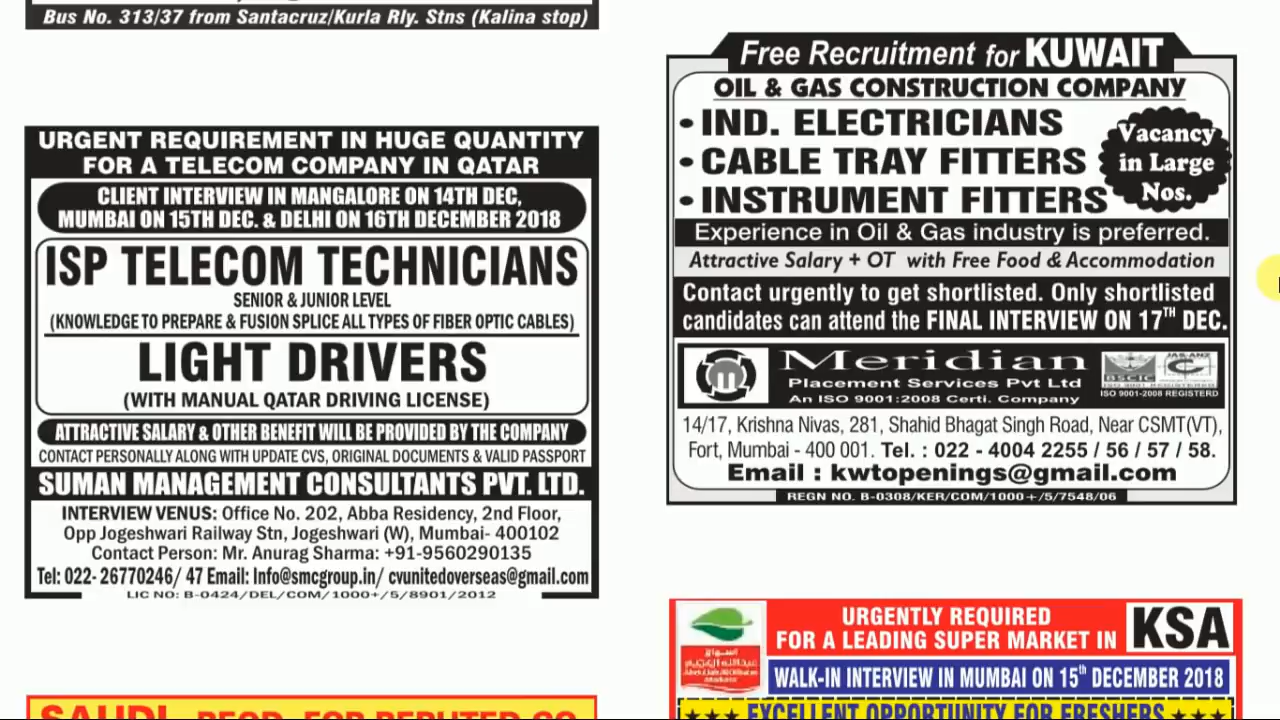 Bus No. 313/37 from Santacruz/Kurla Rly. Stns (Kalina stop)
URGENT REQUIREMENT IN HUGE QUANTITY
FOR A TELECOM COMPANY IN QATAR
CLIENT INTERVIEW IN MANGALORE ON 14TH DEC,
MUMBAI ON 15TH DEC. & DELHI ON 16TH DECEMBER 2018
ISP TELECOM TECHNICIANS
SENIOR & JUNIOR LEVEL
(KNOWLEDGE TO PREPARE & FUSION SPLICE ALL TYPES OF FIBER OPTIC CABLES)
LIGHT DRIVERS
(WITH MANUAL QATAR DRIVING LICENSE)
ATTRACTIVE SALARY & OTHER BENEFIT WILL BE PROVIDED BY THE COMPANY
CONTACT PERSONALLY ALONG WITH UPDATE CVS, ORIGINAL DOCUMENTS & VALID PASSPORT
SUMAN MANAGEMENT CONSULTANTS PVT. LTD.
INTERVIEW VENUS: Office No. 202, Abba Residency, 2nd Floor,
Opp Jogeshwari Railway Stn, Jogeshwari (W), Mumbai- 400102
Contact Person: Mr. Anurag Sharma: +91-9560290135
Tel: 022- 26770246/ 47 Email: Info@smcgroup.in/ cvunitedoverseas@gmail.com
LIC NO: B-0424/DEL/COM/1000+/5/8901/2012
SAUDI REQD. FOR REPUTED CO
Free Recruitment for KUWAIT
OIL & GAS CONSTRUCTION COMPANY
• IND. ELECTRICIANS
• CABLE TRAY FITTERS
• INSTRUMENT FITTERS
Vacancy
in Large
Nos.
Experience in Oil & Gas industry is preferred.
Attractive Salary + OT with Free Food & Accommodation
Contact urgently to get shortlisted. Only shortlisted
candidates can attend the FINAL INTERVIEW ON 17TH DEC.
m
Meridian
Placement Services Pvt Ltd
An ISO 9001:2008 Certi. Company
JAS-ANZ
ISO 9001-2008 REGISTERD
14/17, Krishna Nivas, 281, Shahid Bhagat Singh Road, Near CSMT(VT),
Fort, Mumbai - 400 001. Tel. : 022 - 4004 2255 / 56 / 57 / 58.
Email : kwtopenings@gmail.com
REGN NO. B-0308/KER/COM/1000+/5/7548/06
URGENTLY REQUIRED
FOR A LEADING SUPER MARKET IN KSA
WALK-IN INTERVIEW IN MUMBAI ON 15th DECEMBER 2018
★★★ EXCELLENT OPPORTUNITY FOR FRESHERS ★★★